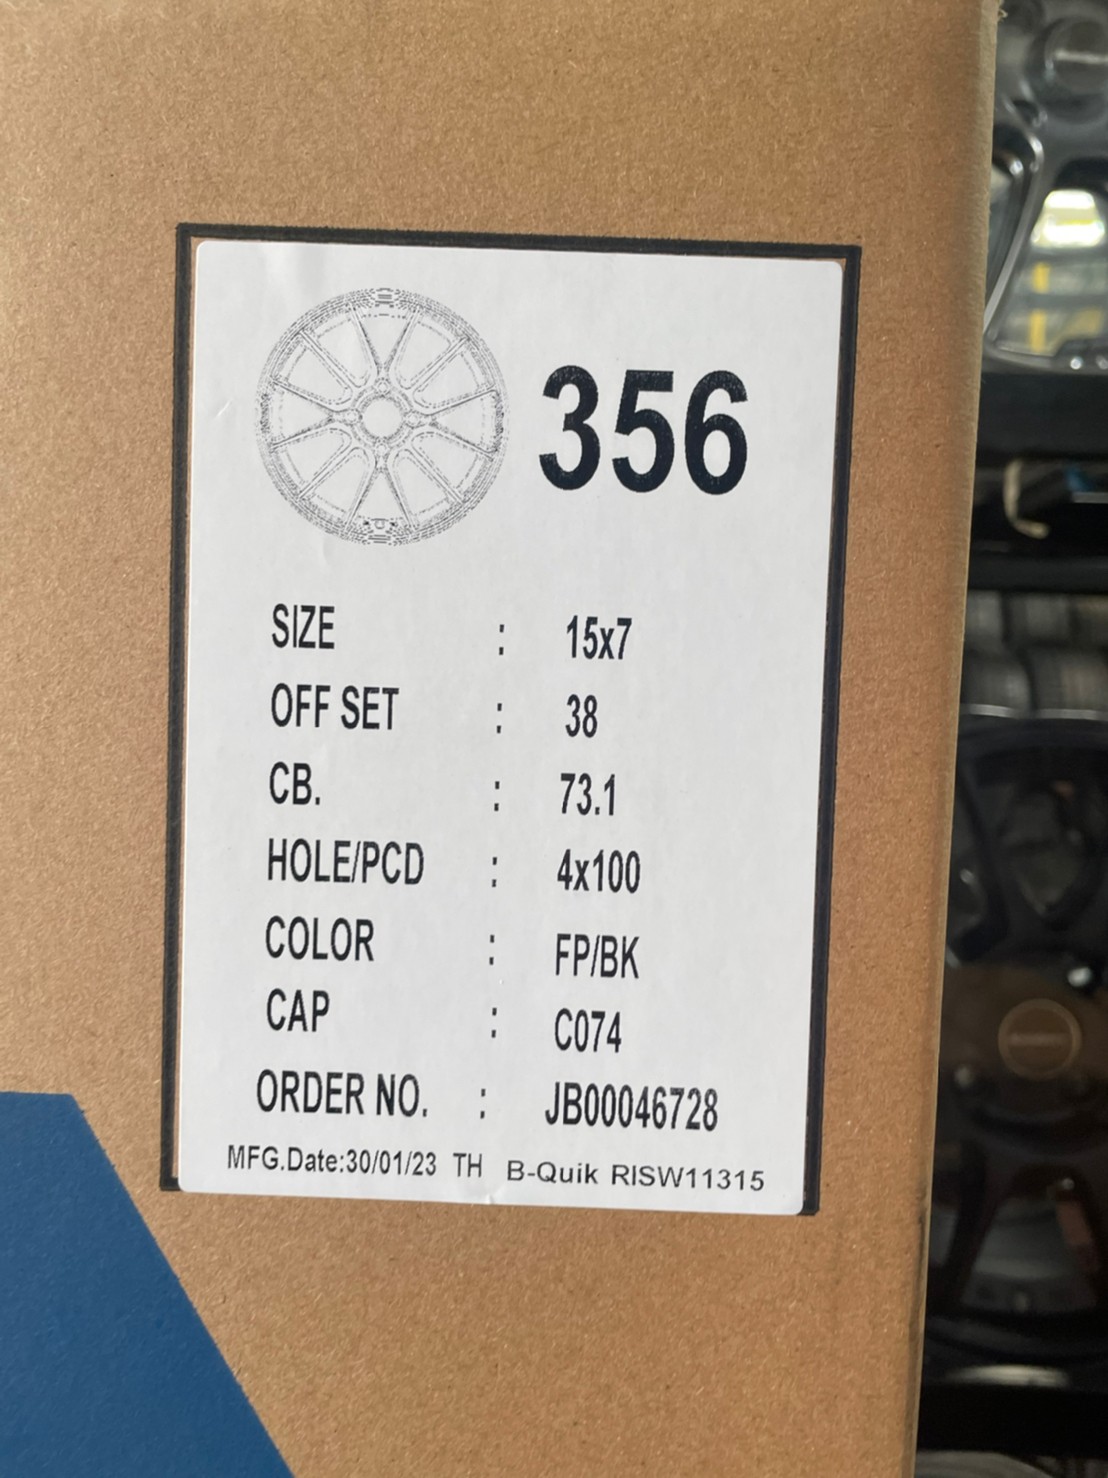 356
SIZE : 15x7
OFF SET : 38
CB. : 73.1
HOLE/PCD : 4x100
COLOR : FP/BK
CAP : C074
ORDER NO. : JB00046728
MFG.Date:30/01/23 TH B-Quik RISW11315